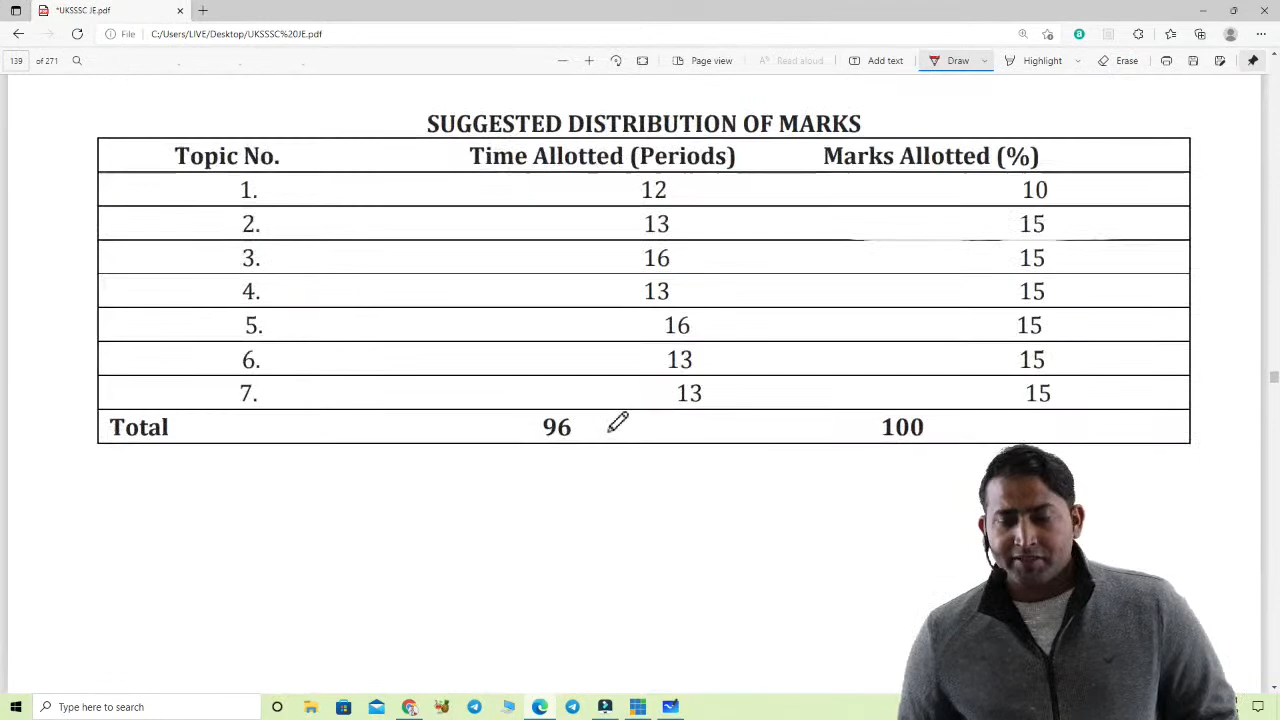 *UKSSSC JE.pdf
File C:/Users/LIVE/Desktop/UKSSSC%20JE.pdf
139 of 271 Page view Read aloud Add text Draw Highlight Erase
SUGGESTED DISTRIBUTION OF MARKS
Topic No. Time Allotted (Periods) Marks Allotted (%)
1. 12 10
2. 13 15
3. 16 15
4. 13 15
5. 16 15
6. 13 15
7. 13 15
Total 96 100
Type here to search